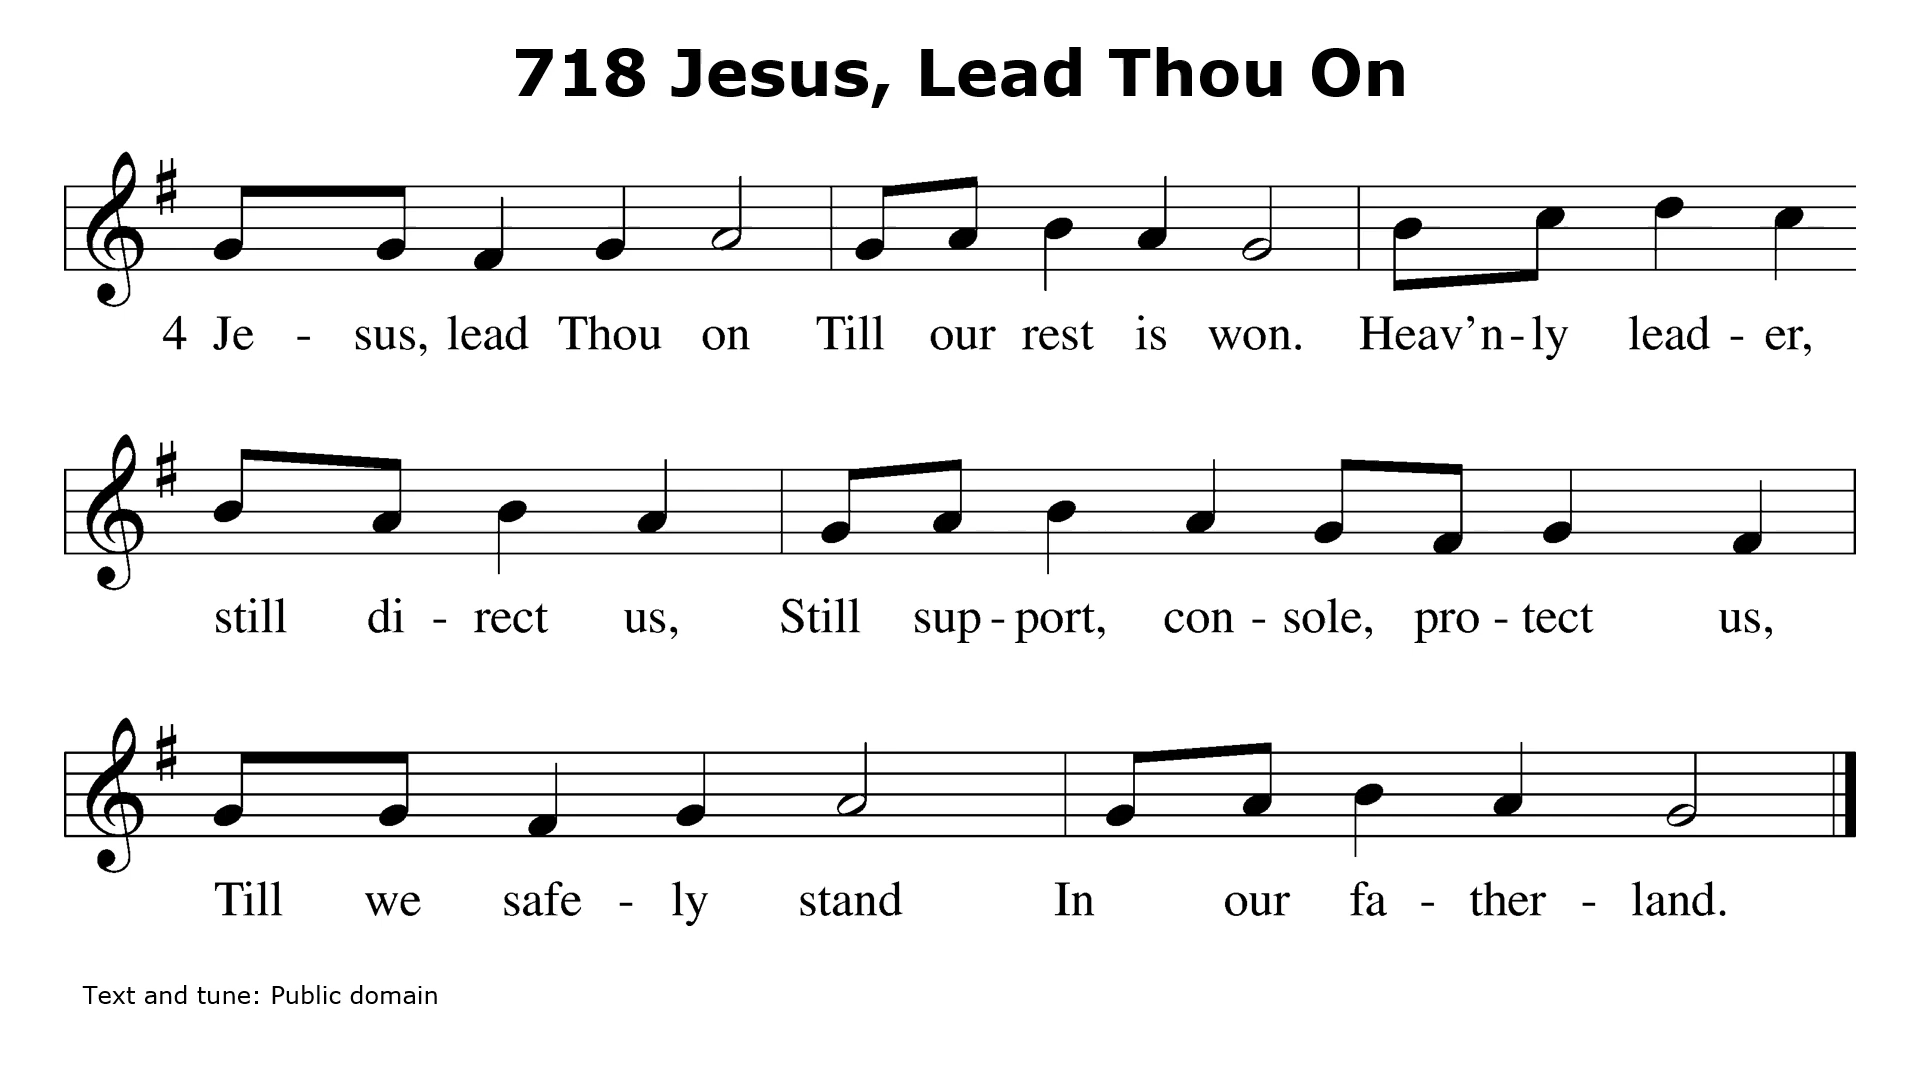 718 Jesus, Lead Thou On
4 Je - sus, lead Thou on Till our rest is won. Heav’n - ly lead - er,
still di - rect us, Still sup - port, con - sole, pro - tect us,
Till we safe - ly stand In our fa - ther - land.
Text and tune: Public domain